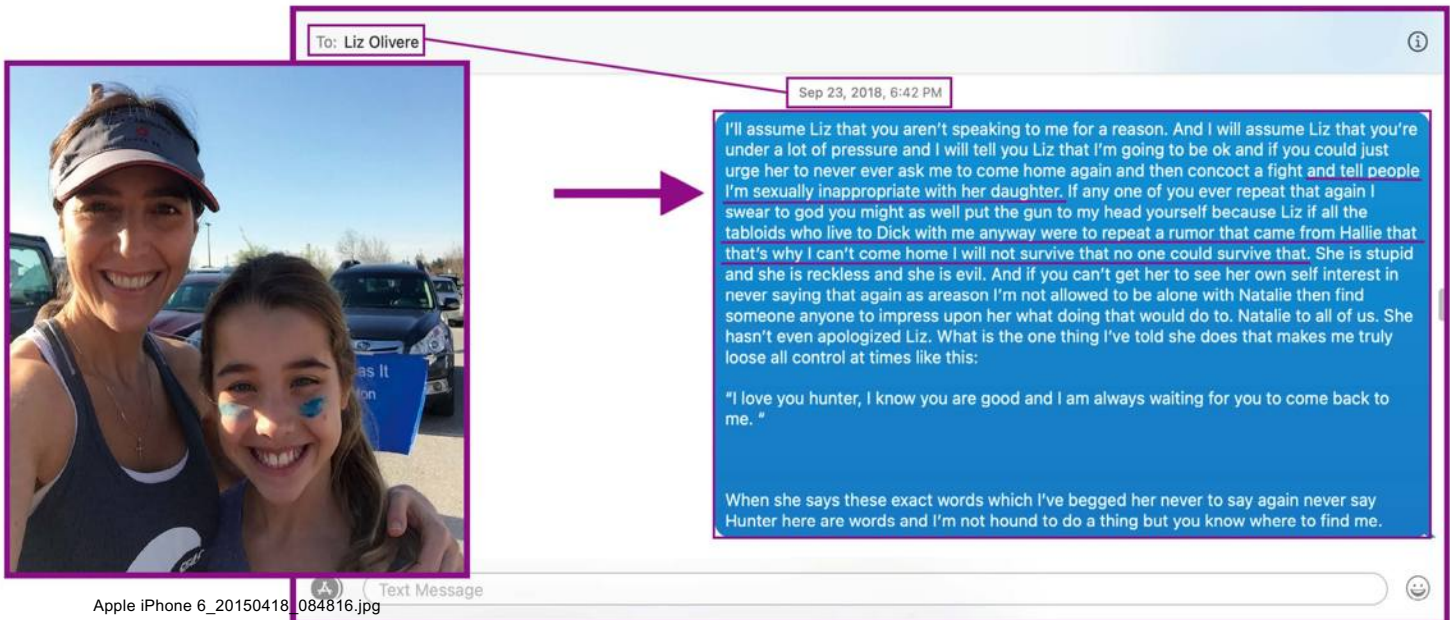 To: Liz Olivere
Sep 23, 2018, 6:42 PM
I'll assume Liz that you aren't speaking to me for a reason. And I will assume Liz that you're
under a lot of pressure and I will tell you Liz that I'm going to be ok and if you could just
urge her to never ever ask me to come home again and then concoct a fight and tell people
I'm sexually inappropriate with her daughter. If any one of you ever repeat that again I
swear to god you might as well put the gun to my head yourself because Liz if all the
tabloids who live to Dick with me anyway were to repeat a rumor that came from Hallie that
that's why I can't come home I will not survive that no one could survive that. She is stupid
and she is reckless and she is evil. And if you can't get her to see her own self interest in
never saying that again as areason I'm not allowed to be alone with Natalie then find
someone anyone to impress upon her what doing that would do to. Natalie to all of us. She
hasn't even apologized Liz. What is the one thing I've told she does that makes me truly
loose all control at times like this:
"I love you hunter, I know you are good and I am always waiting for you to come back to
me. "
When she says these exact words which I've begged her never to say again never say
Hunter here are words and I'm not hound to do a thing but you know where to find me.
as It
Text Message
Apple iPhone 6_20150418_084816.jpg